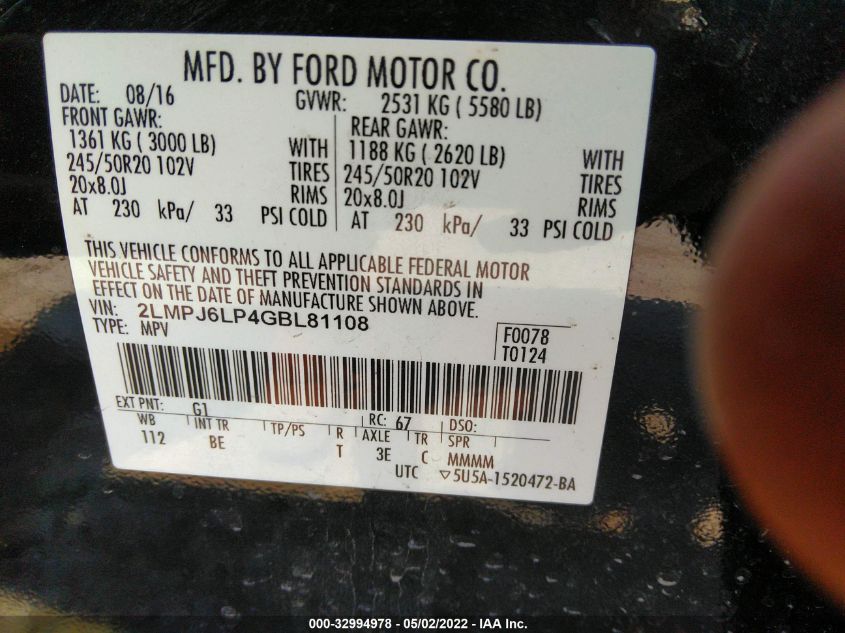 MFD. BY FORD MOTOR CO.
DATE: 08/16 GVWR: 2531 KG ( 5580 LB)
FRONT GAWR: REAR GAWR:
1361 KG ( 3000 LB) WITH 1188 KG ( 2620 LB) WITH
245/50R20 102V TIRES 245/50R20 102V TIRES
20x8.0J RIMS 20x8.0J RIMS
AT 230 kPa/ 33 PSI COLD AT 230 kPa/ 33 PSI COLD
THIS VEHICLE CONFORMS TO ALL APPLICABLE FEDERAL MOTOR
VEHICLE SAFETY AND THEFT PREVENTION STANDARDS IN
EFFECT ON THE DATE OF MANUFACTURE SHOWN ABOVE.
VIN: 2LMPJ6LP4GBL81108
TYPE: MPV
F0078
T0124
EXT PNT: G1 RC: 67 DSO:
WB INT TR TP/PS R AXLE TR SPR
112 BE T 3E C MMMM
UTC ▽5U5A-1520472-BA
000-32994978 - 05/02/2022 - www.iaai.com